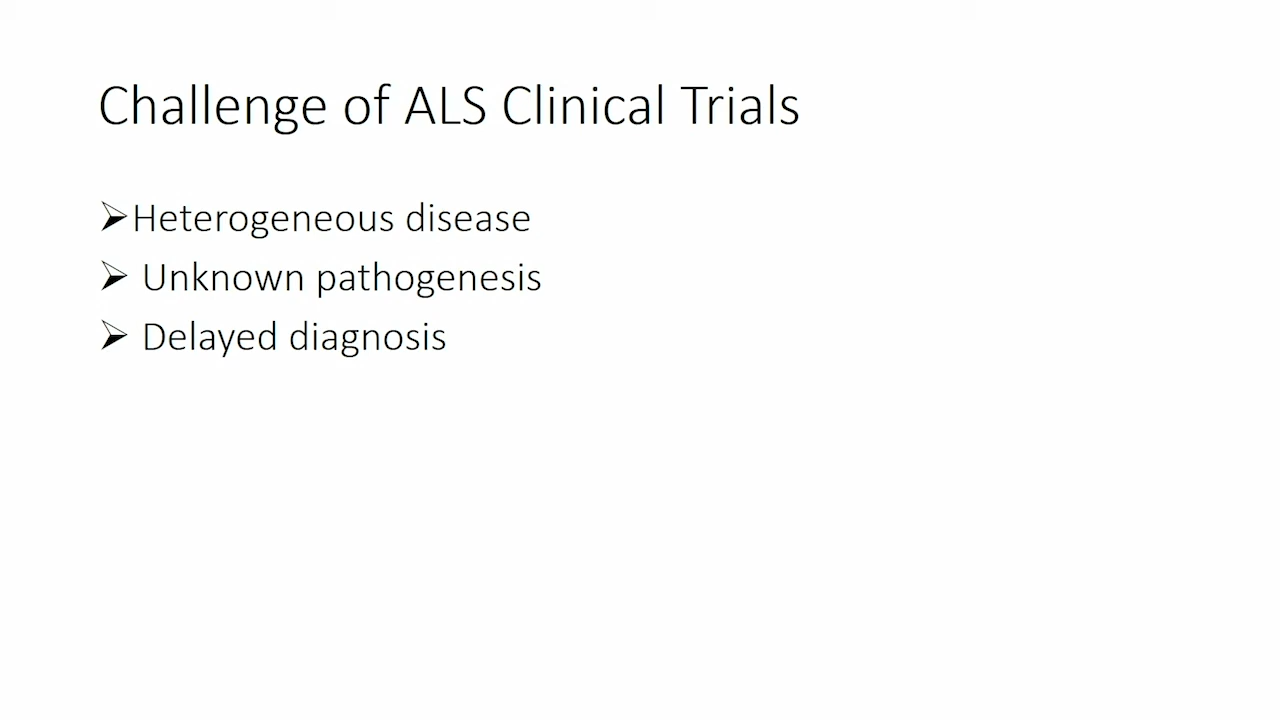 Challenge of ALS Clinical Trials
➢Heterogeneous disease
➢ Unknown pathogenesis
➢ Delayed diagnosis